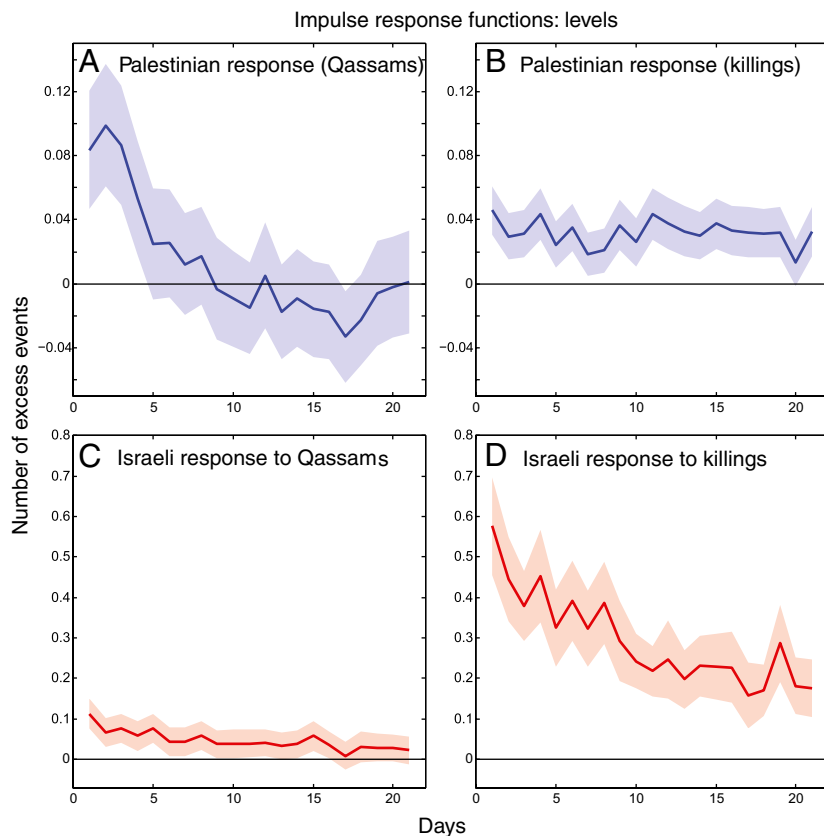 Impulse response functions: levels
A Palestinian response (Qassams)
0.12
0.08
0.04
0
−0.04
0 5 10 15 20
B Palestinian response (killings)
0.12
0.08
0.04
0
−0.04
0 5 10 15 20
Number of excess events
C Israeli response to Qassams
0.8
0.7
0.6
0.5
0.4
0.3
0.2
0.1
0
0 5 10 15 20
D Israeli response to killings
0.8
0.7
0.6
0.5
0.4
0.3
0.2
0.1
0
0 5 10 15 20
Days